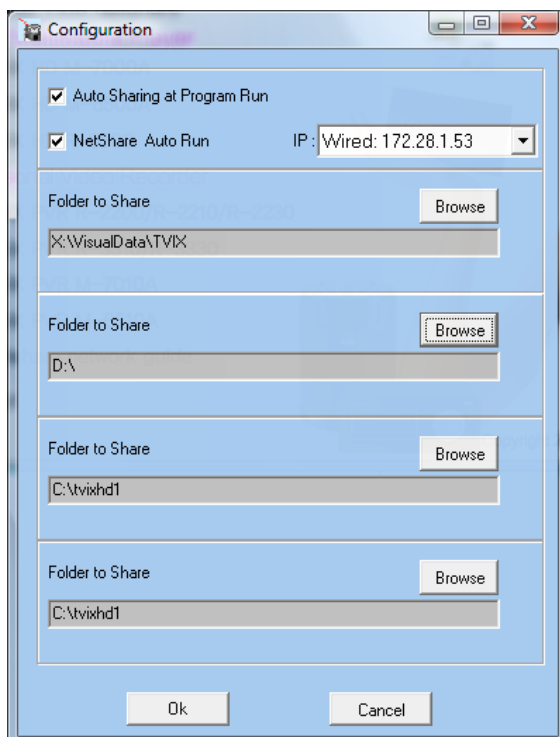 Configuration
Auto Sharing at Program Run
NetShare Auto Run IP : Wired: 172.28.1.53
Folder to Share Browse
X:\VisualData\TVIX
Folder to Share Browse
D:\
Folder to Share Browse
C:\tvixhd1
Folder to Share Browse
C:\tvixhd1
Ok Cancel